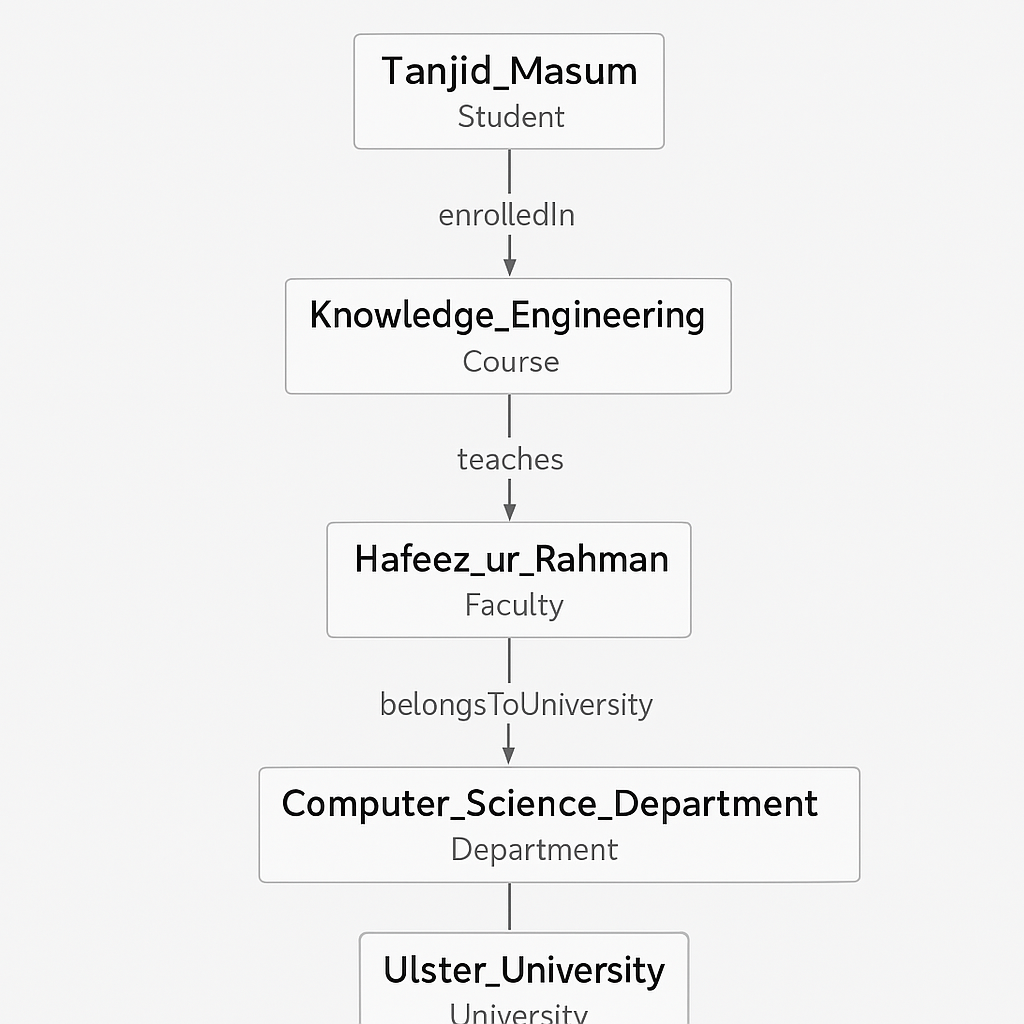 Tanjid_Masum
Student
enrolledIn
Knowledge_Engineering
Course
teaches
Hafeez_ur_Rahman
Faculty
belongsToUniversity
Computer_Science_Department
Department
Ulster_University
University